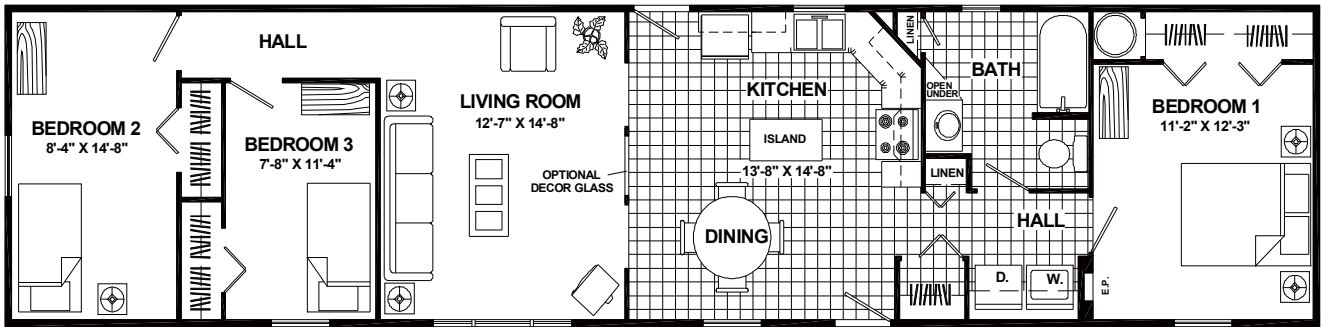 HALL
BEDROOM 2
8'-4" X 14'-8"
BEDROOM 3
7'-8" X 11'-4"
LIVING ROOM
12'-7" X 14'-8"
OPTIONAL
DECOR GLASS
KITCHEN
ISLAND
13'-8" X 14'-8"
DINING
LINEN
OPEN
UNDER
BATH
LINEN
HALL
D.
W.
E.P.
BEDROOM 1
11'-2" X 12'-3"